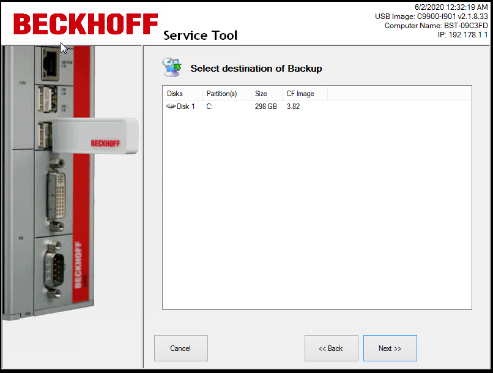 6/2/2020 12:32:19 AM
USB Image: C9900-I901 v2.1.8.33
Computer Name: BST-09C3FD
IP: 192.178.1.1
BECKHOFF Service Tool
Select destination of Backup
Disks Partition(s) Size CF Image
Disk 1 C: 298 GB 3.82
BECKHOFF
BECKHOFF
Cancel << Back Next >>